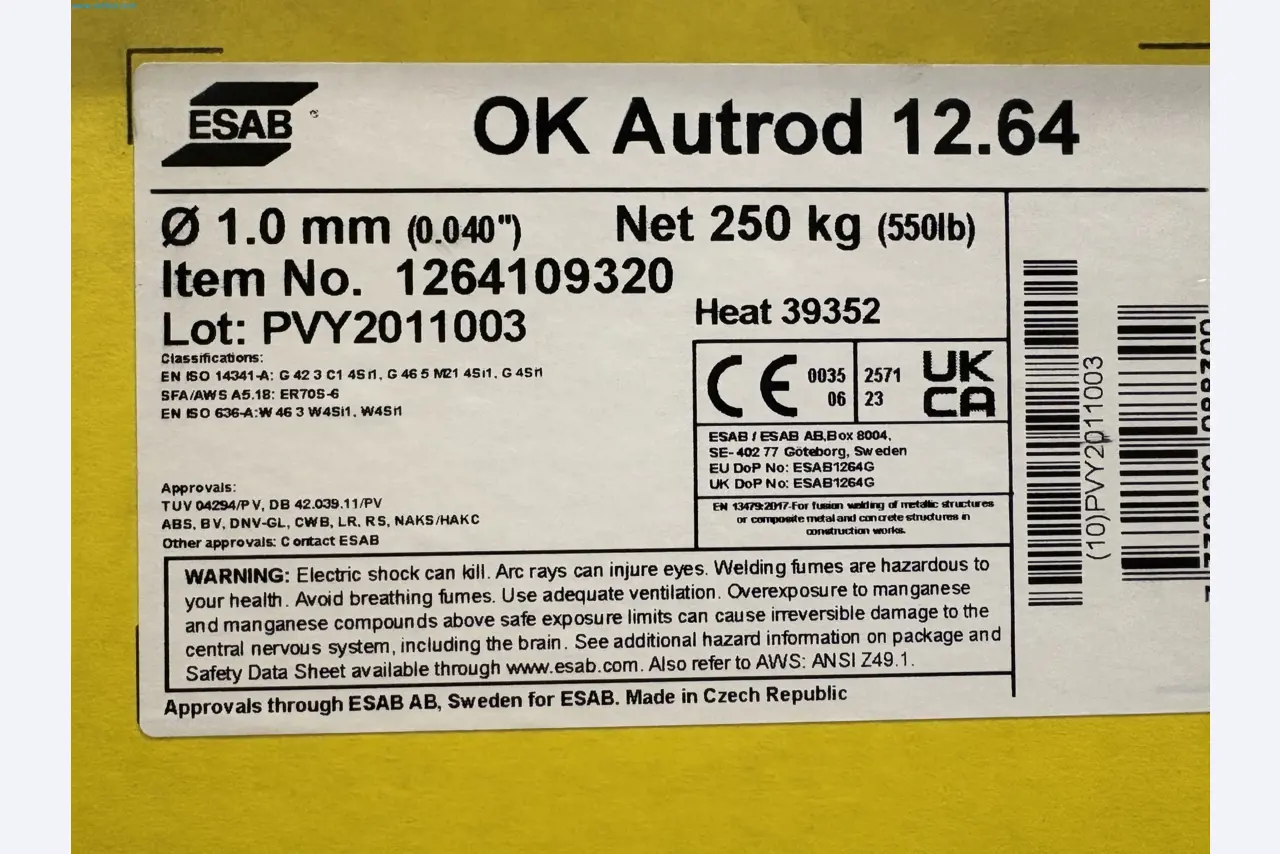 ESAB
OK Autrod 12.64
Ø 1.0 mm (0.040")
Net 250 kg (550lb)
Item No. 1264109320
Lot: PVY2011003
Heat 39352
Classifications:
EN ISO 14341-A: G 42 3 C1 4Si1, G 46 5 M21 4Si1, G 4Si1
SFA/AWS A5.18: ER70S-6
EN ISO 636-A:W 46 3 W4Si1, W4Si1
CE 0035 2571 UK
06 23 CA
ESAB / ESAB AB,Box 8004,
SE-402 77 Göteborg, Sweden
EU DoP No: ESAB1264G
UK DoP No: ESAB1264G
EN 13479:2017-For fusion welding of metallic structures
or composite metal and concrete structures in
construction works.
Approvals:
TUV 04294/PV, DB 42.039.11/PV
ABS, BV, DNV-GL, CWB, LR, RS, NAKS/HAKC
Other approvals: Contact ESAB
WARNING: Electric shock can kill. Arc rays can injure eyes. Welding fumes are hazardous to
your health. Avoid breathing fumes. Use adequate ventilation. Overexposure to manganese
and manganese compounds above safe exposure limits can cause irreversible damage to the
central nervous system, including the brain. See additional hazard information on package and
Safety Data Sheet available through www.esab.com. Also refer to AWS: ANSI Z49.1.
Approvals through ESAB AB, Sweden for ESAB. Made in Czech Republic
(10)PVY2011003